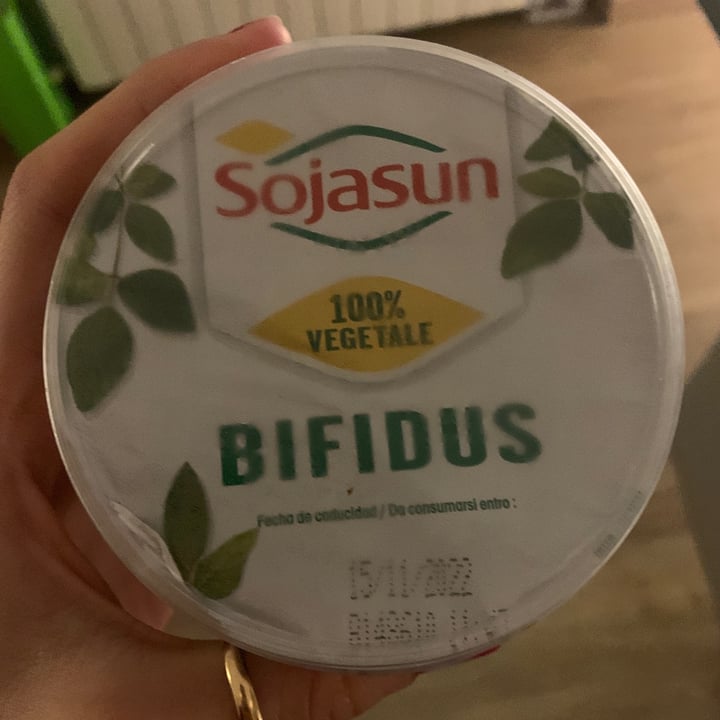 Sojasun
100%
VEGETALE
BIFIDUS
Fecha de caducidad / Da consumarsi entro :
15/11/2022